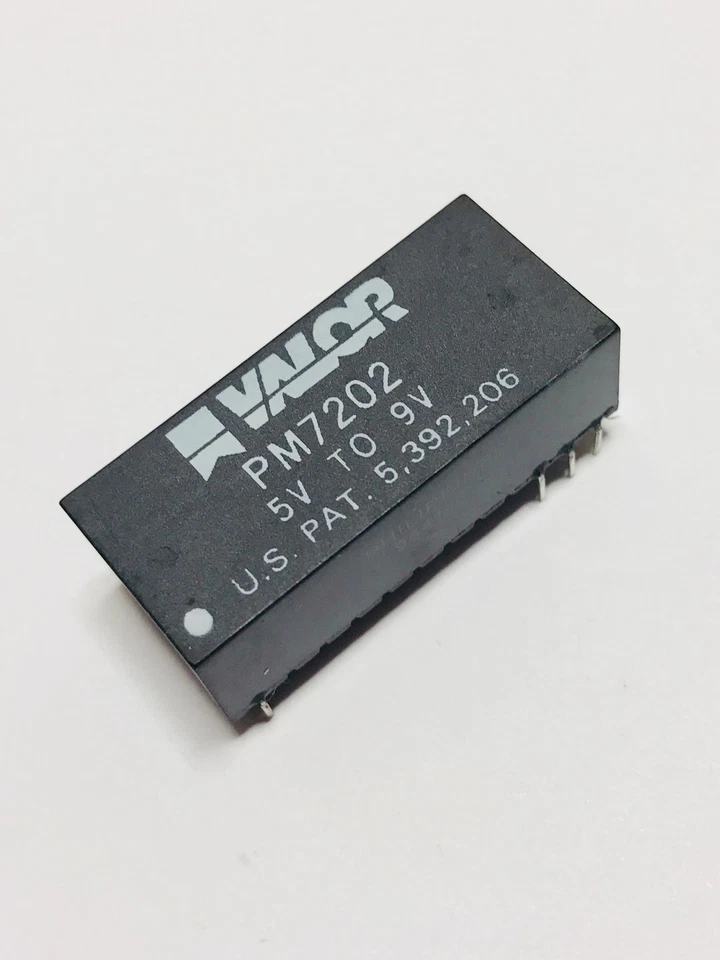 VALOR
PM7202
5V TO 9V
U.S. PAT. 5,392,206